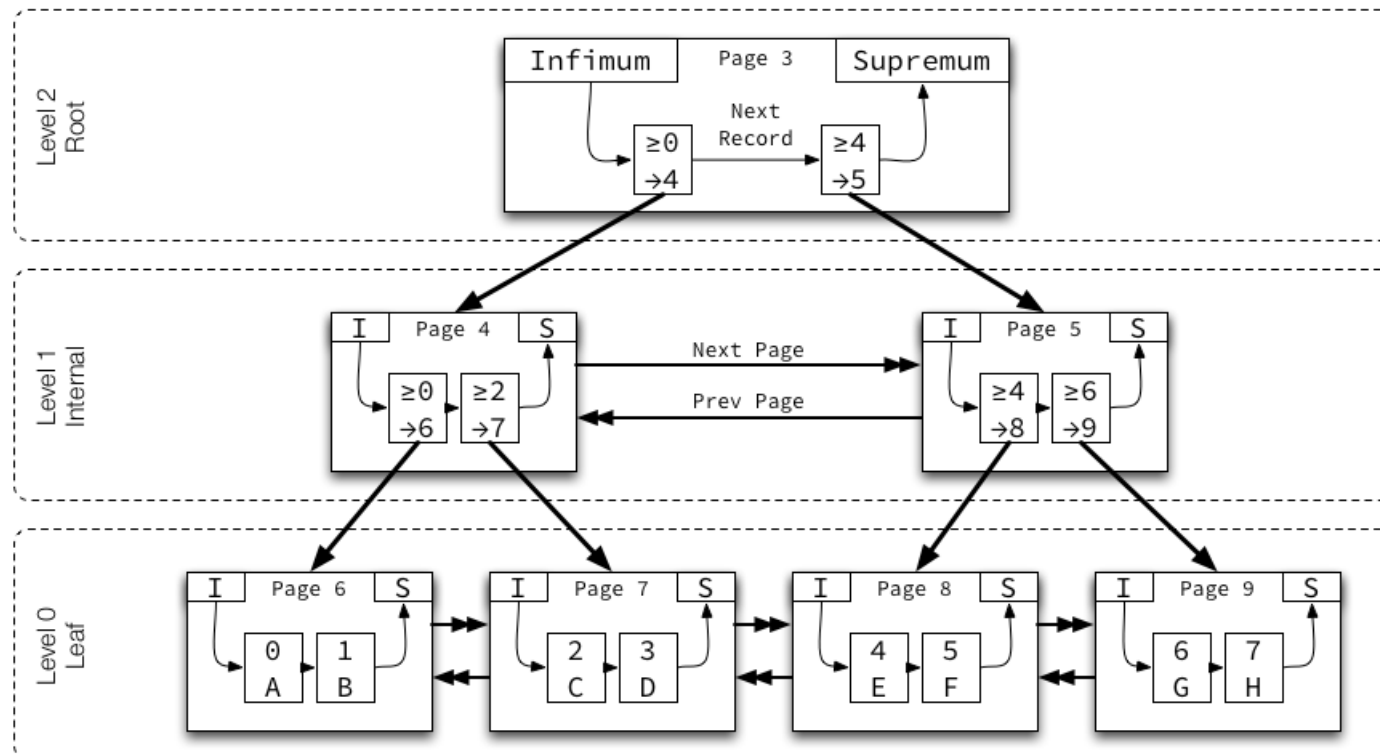 Level 2
Root
Infimum
Page 3
Supremum
Next
Record
≥0
→4
≥4
→5
Level 1
Internal
I
Page 4
S
≥0
→6
≥2
→7
Next Page
Prev Page
I
Page 5
S
≥4
→8
≥6
→9
Level 0
Leaf
I
Page 6
S
0
A
1
B
I
Page 7
S
2
C
3
D
I
Page 8
S
4
E
5
F
I
Page 9
S
6
G
7
H